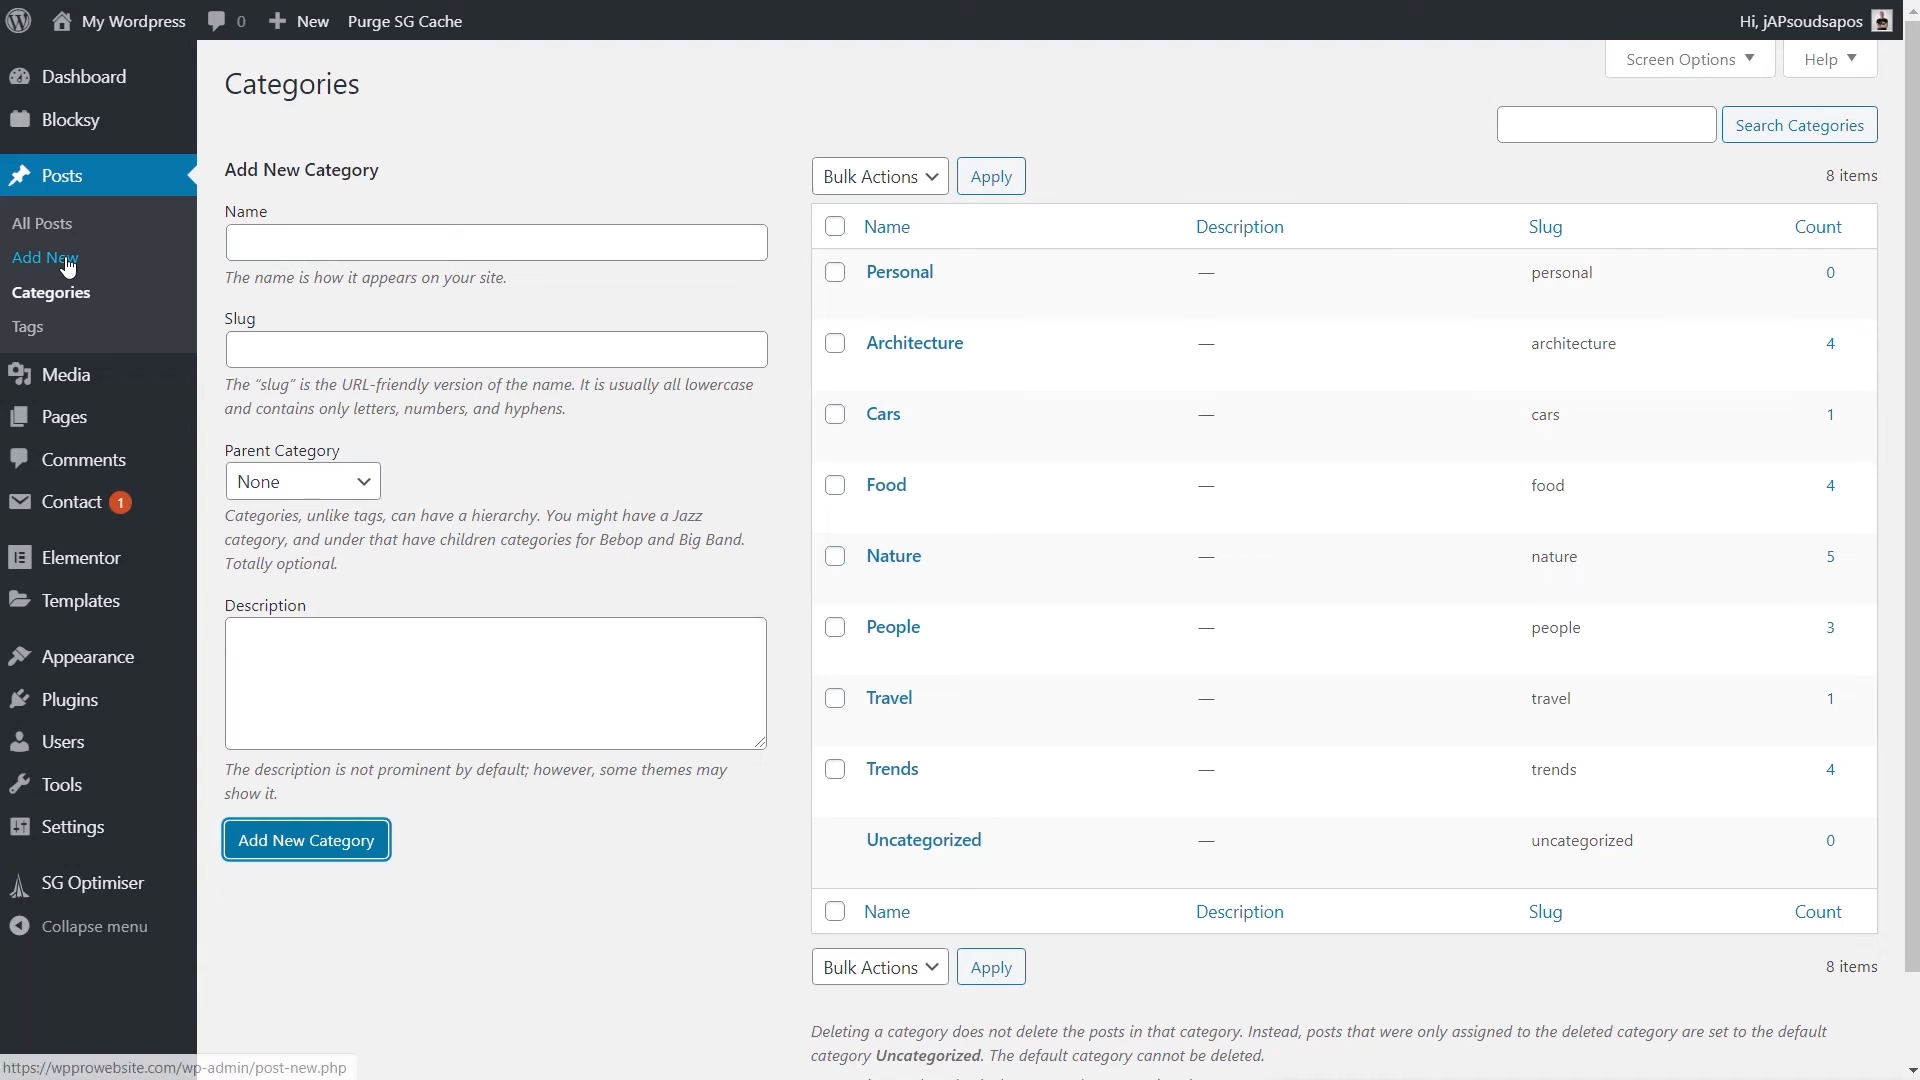 My Wordpress 0 New Purge SG Cache Hi, jAPsoudsapos
Dashboard
Blocksy
Posts
All Posts
Add New
Categories
Tags
Media
Pages
Comments
Contact 1
Elementor
Templates
Appearance
Plugins
Users
Tools
Settings
SG Optimiser
Collapse menu
https://wpprowebsite.com/wp-admin/post-new.php
Screen Options Help
Categories
Search Categories
Add New Category
Name
The name is how it appears on your site.
Slug
The “slug” is the URL-friendly version of the name. It is usually all lowercase
and contains only letters, numbers, and hyphens.
Parent Category
None
Categories, unlike tags, can have a hierarchy. You might have a Jazz
category, and under that have children categories for Bebop and Big Band.
Totally optional.
Description
The description is not prominent by default; however, some themes may
show it.
Add New Category
Bulk Actions Apply 8 items
Name Description Slug Count
Personal — personal 0
Architecture — architecture 4
Cars — cars 1
Food — food 4
Nature — nature 5
People — people 3
Travel — travel 1
Trends — trends 4
Uncategorized — uncategorized 0
Name Description Slug Count
Bulk Actions Apply 8 items
Deleting a category does not delete the posts in that category. Instead, posts that were only assigned to the deleted category are set to the default
category Uncategorized. The default category cannot be deleted.